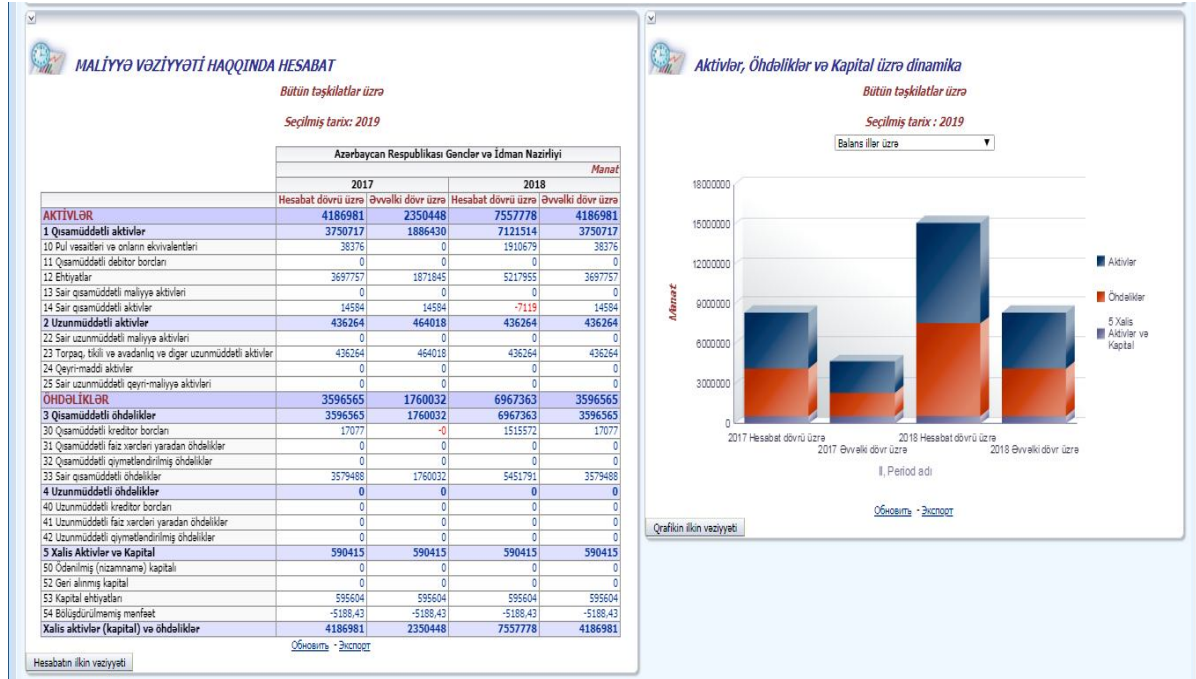 MALİYYƏ VƏZİYYƏTİ HAQQINDA HESABAT
Bütün təşkilatlar üzrə
Seçilmiş tarix: 2019
Azərbaycan Respublikası Gənclər və İdman Nazirliyi
Manat
2017 2018
Hesabat dövrü üzrə Əvvəlki dövr üzrə Hesabat dövrü üzrə Əvvəlki dövr üzrə
AKTİVLƏR 4186981 2350448 7557778 4186981
1 Qısamüddətli aktivlər 3750717 1886430 7121514 3750717
10 Pul vəsaitləri və onların ekvivalentləri 38376 0 1910679 38376
11 Qısamüddətli debitor borcları 0 0 0 0
12 Ehtiyatlar 3697757 1871845 5217955 3697757
13 Sair qısamüddətli maliyyə aktivləri 0 0 0 0
14 Sair qısamüddətli aktivlər 14584 14584 -7119 14584
2 Uzunmüddətli aktivlər 436264 464018 436264 436264
22 Sair uzunmüddətli maliyyə aktivləri 0 0 0 0
23 Torpaq, tikili və avadanlıq və digər uzunmüddətli aktivlər 436264 464018 436264 436264
24 Qeyri-maddi aktivlər 0 0 0 0
25 Sair uzunmüddətli qeyri-maliyyə aktivləri 0 0 0 0
ÖHDƏLİKLƏR 3596565 1760032 6967363 3596565
3 Qisamüddətli öhdəliklər 3596565 1760032 6967363 3596565
30 Qısamüddətli kreditor borcları 17077 -0 1515572 17077
31 Qısamüddətli faiz xərcləri yaradan öhdəliklər 0 0 0 0
32 Qısamüddətli qiymətləndirilmiş öhdəliklər 0 0 0 0
33 Sair qısamüddətli öhdəliklər 3579488 1760032 5451791 3579488
4 Uzunmüddətli öhdəliklər 0 0 0 0
40 Uzunmüddətli kreditor borcları 0 0 0 0
41 Uzunmüddətli faiz xərcləri yaradan öhdəliklər 0 0 0 0
42 Uzunmüddətli qiymətləndirilmiş öhdəliklər 0 0 0 0
5 Xalis Aktivlər və Kapital 590415 590415 590415 590415
50 Ödənilmiş (nizamnamə) kapitalı 0 0 0 0
52 Geri alınmış kapital 0 0 0 0
53 Kapital ehtiyatları 595604 595604 595604 595604
54 Bölüşdürülməmiş mənfəət -5188,43 -5188,43 -5188,43 -5188,43
Xalis aktivlər (kapital) və öhdəliklər 4186981 2350448 7557778 4186981
Обновить - Экспорт
Hesabatın ilkin vəziyyəti
Aktivlər, Öhdəliklər və Kapital üzrə dinamika
Bütün təşkilatlar üzrə
Seçilmiş tarix : 2019
Balans illər üzrə
18000000
15000000
12000000
9000000
6000000
3000000
0
Manat
Aktivlər
Öhdəliklər
5 Xalis
Aktivlər və
Kapital
2017 Hesabat dövrü üzrə 2018 Hesabat dövrü üzrə
2017 Əvvəlki dövr üzrə 2018 Əvvəlki dövr üzrə
İl, Period adı
Обновить - Экспорт
Qrafikin ilkin vəziyyəti